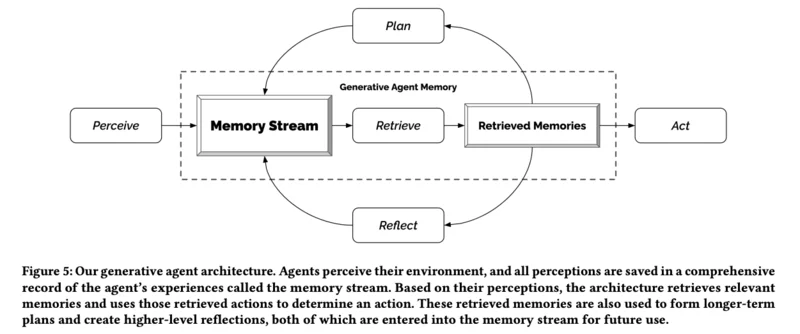 Plan
Generative Agent Memory
Perceive
Memory Stream
Retrieve
Retrieved Memories
Act
Reflect
Figure 5: Our generative agent architecture. Agents perceive their environment, and all perceptions are saved in a comprehensive
record of the agent's experiences called the memory stream. Based on their perceptions, the architecture retrieves relevant
memories and uses those retrieved actions to determine an action. These retrieved memories are also used to form longer-term
plans and create higher-level reflections, both of which are entered into the memory stream for future use.